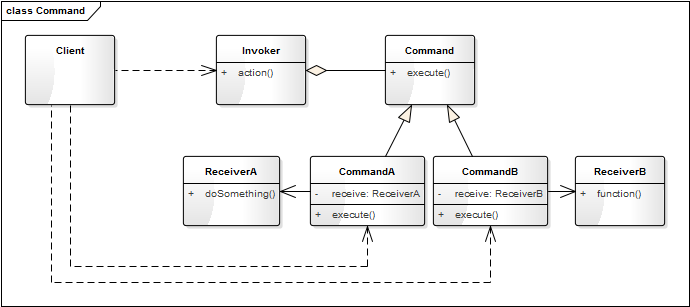 class Command
Client
Invoker
+ action()
Command
+ execute()
ReceiverA
+ doSomething()
CommandA
- receive: ReceiverA
+ execute()
CommandB
- receive: ReceiverB
+ execute()
ReceiverB
+ function()